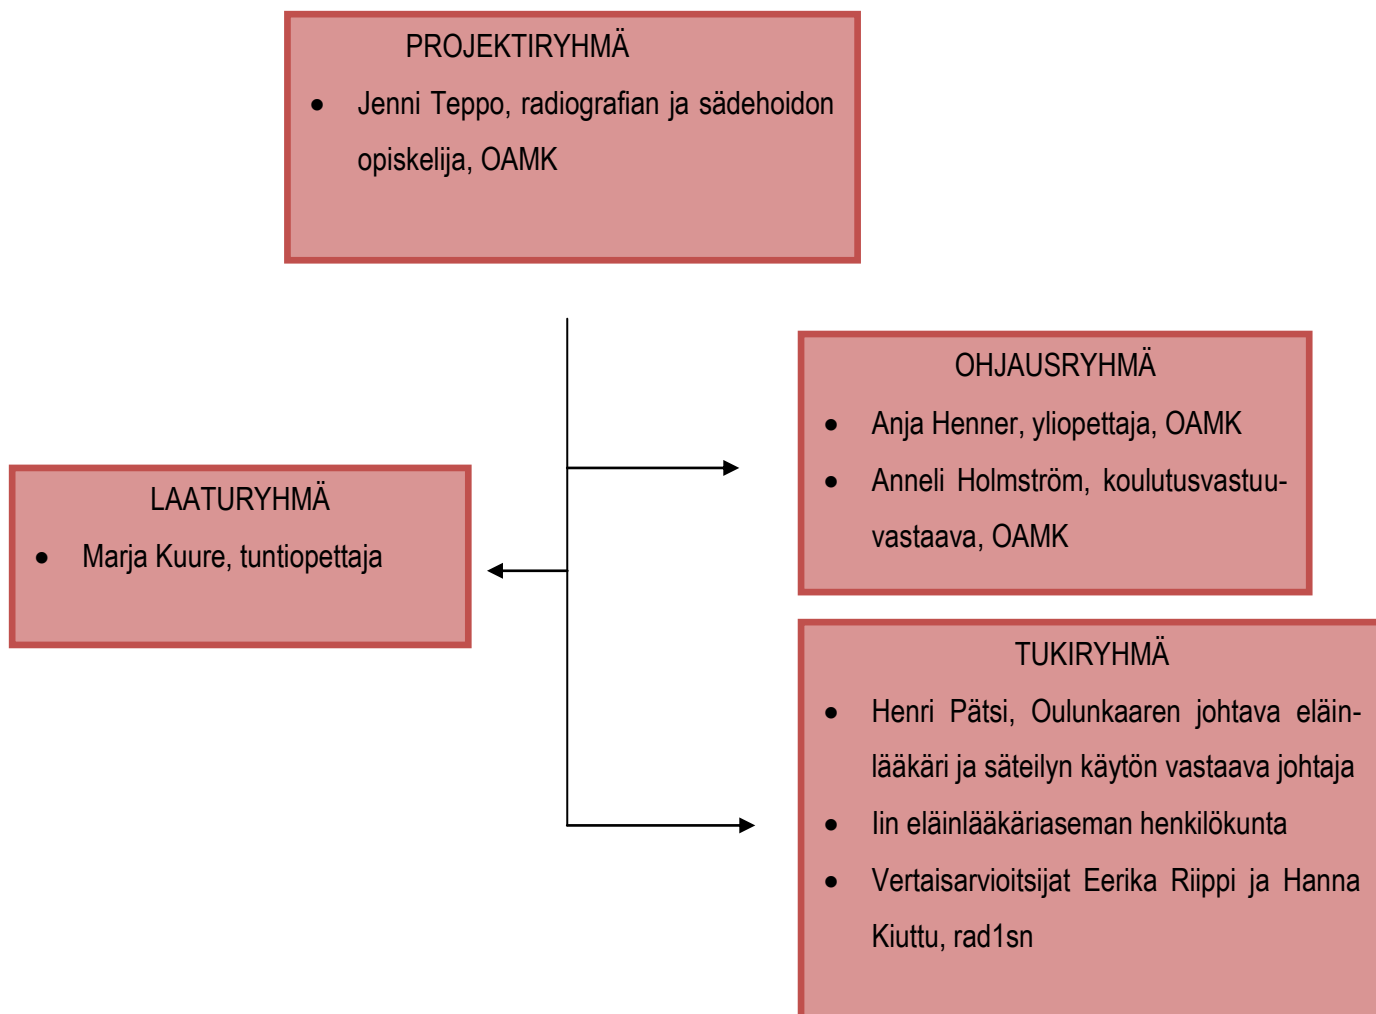 PROJEKTIRYHMÄ
• Jenni Teppo, radiografian ja sädehoidon
opiskelija, OAMK
OHJAUSRYHMÄ
• Anja Henner, yliopettaja, OAMK
• Anneli Holmström, koulutusvastuu-
vastaava, OAMK
LAATURYHMÄ
• Marja Kuure, tuntiopettaja
TUKIRYHMÄ
• Henri Pätsi, Oulunkaaren johtava eläin-
lääkäri ja säteilyn käytön vastaava johtaja
• Iin eläinlääkäriaseman henkilökunta
• Vertaisarvioitsijat Eerika Riippi ja Hanna
Kiuttu, rad1sn